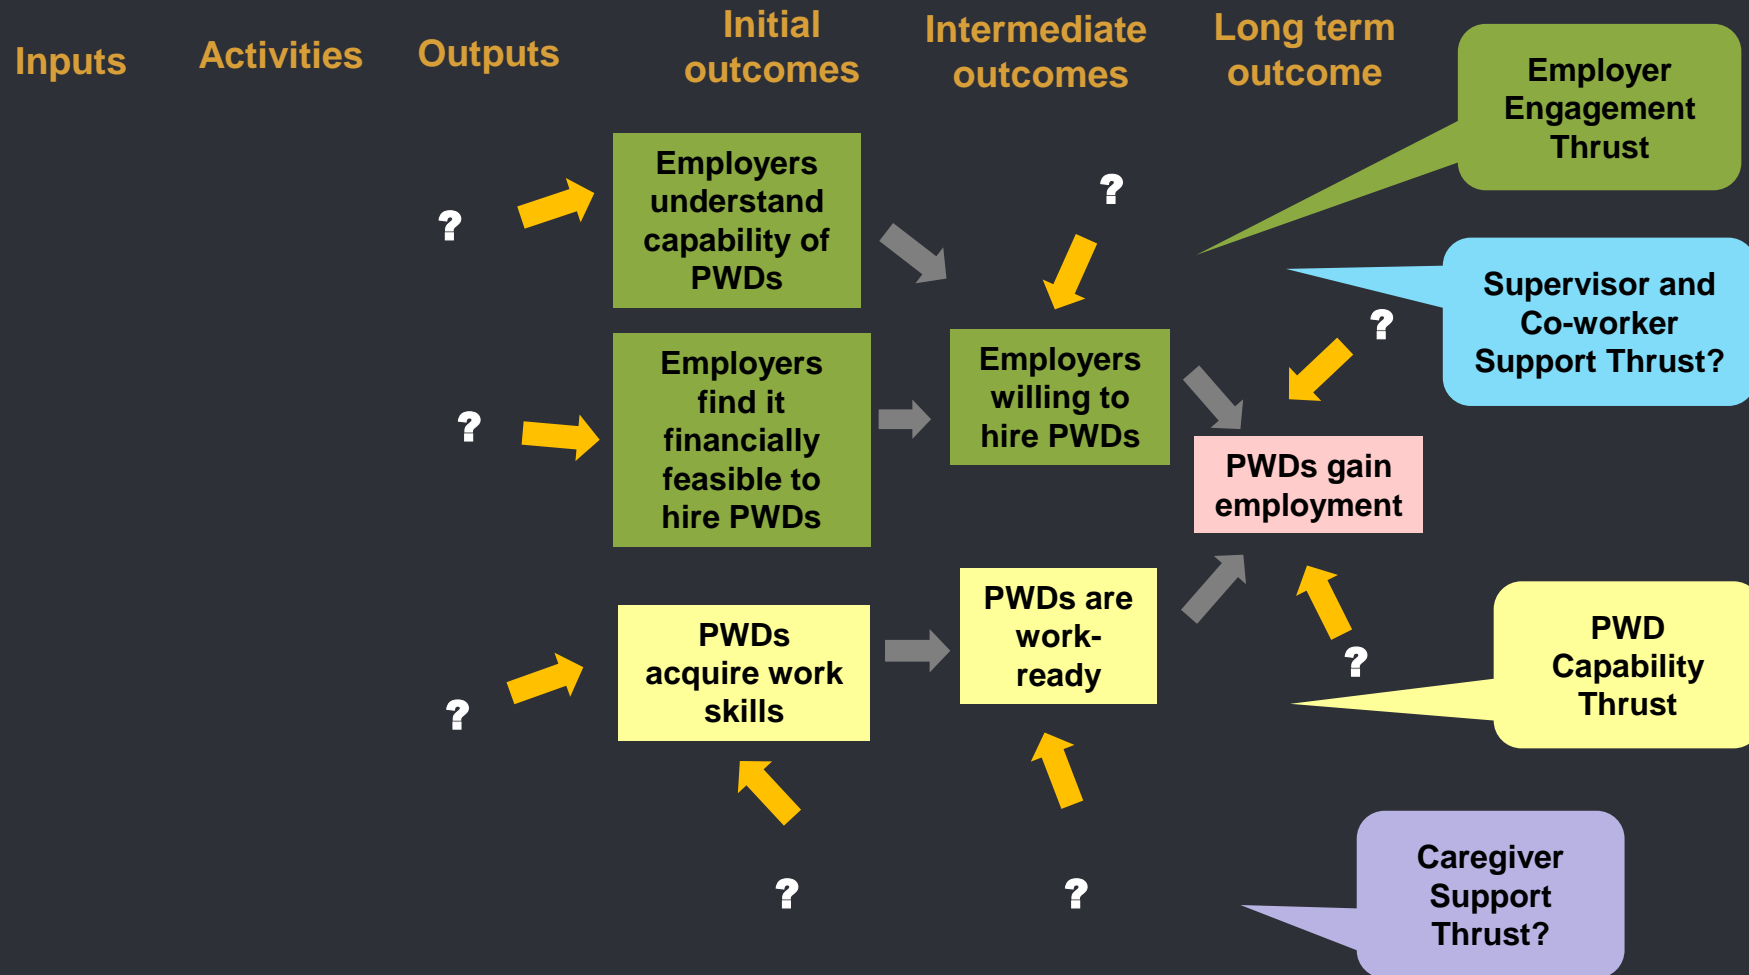 Inputs
Activities
Outputs
Initial
outcomes
Intermediate
outcomes
Long term
outcome
Employer
Engagement
Thrust
Employers
understand
capability of
PWDs
?
?
Supervisor and
Co-worker
Support Thrust?
?
Employers
find it
financially
feasible to
hire PWDs
?
Employers
willing to
hire PWDs
PWDs gain
employment
PWDs
acquire work
skills
?
PWDs are
work-
ready
?
PWD
Capability
Thrust
?
?
Caregiver
Support
Thrust?